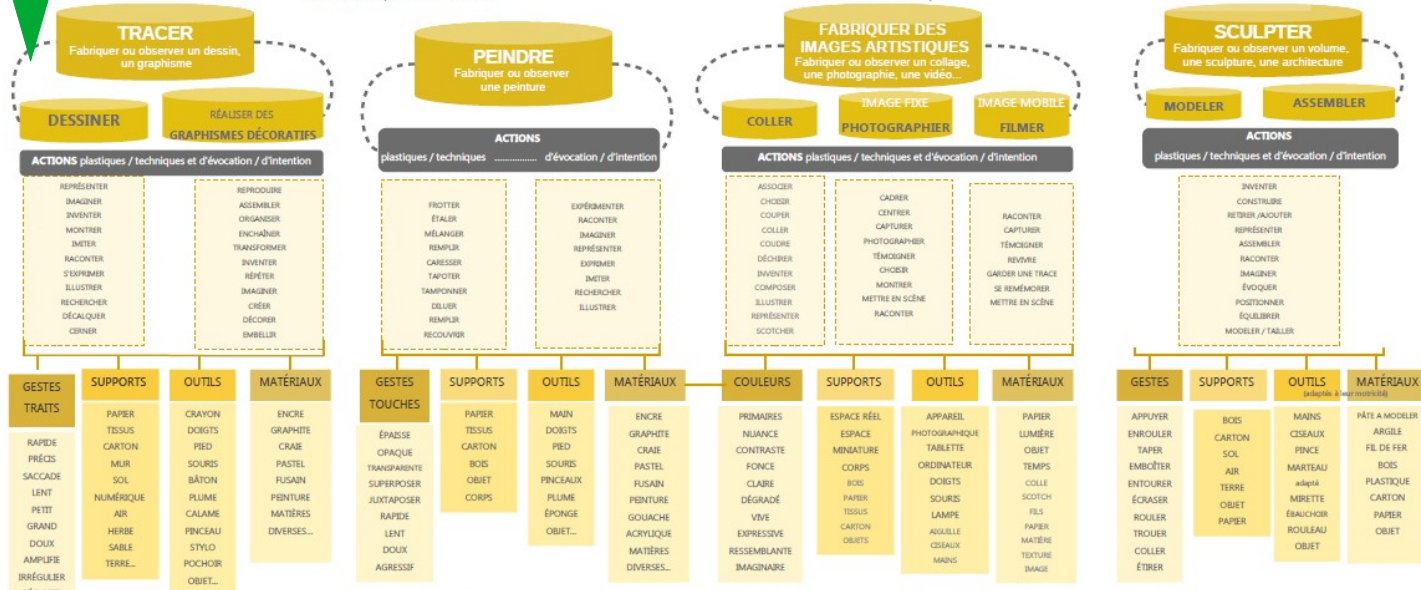 TRACER
Fabriquer ou observer un dessin,
un graphisme
DESSINER
RÉALISER DES
GRAPHISMES DÉCORATIFS
ACTIONS plastiques / techniques et d'évocation / d'intention
REPRÉSENTER
IMAGINER
INVENTER
MONTRER
IMITER
RACONTER
S'EXPRIMER
ILLUSTRER
RECHERCHER
DÉCALQUER
CERNER
REPRODUIRE
ASSEMBLER
ORGANISER
ENCHAÎNER
TRANSFORMER
INVENTER
RÉPÉTER
IMAGINER
CRÉER
DÉCORER
EMBELLIR
GESTES
TRAITS
RAPIDE
PRÉCIS
SACCADE
LENT
PETIT
GRAND
DOUX
AMPLIFIE
IRRÉGULIER
SUPPORTS
PAPIER
TISSUS
CARTON
MUR
SOL
NUMÉRIQUE
AIR
HERBE
SABLE
TERRE...
OUTILS
CRAYON
DOIGTS
PIED
SOURIS
BÂTON
PLUME
CALAME
PINCEAU
STYLO
POCHOIR
OBJET...
MATÉRIAUX
ENCRE
GRAPHITE
CRAIE
PASTEL
FUSAIN
PEINTURE
MATIÈRES
DIVERSES...
PEINDRE
Fabriquer ou observer
une peinture
ACTIONS
plastiques / techniques ............... d'évocation / d'intention
FROTTER
ÉTALER
MÉLANGER
REMPLIR
CARESSER
TAPOTER
TAMPONNER
DILUER
REMPLIR
RECOUVRIR
EXPÉRIMENTER
RACONTER
IMAGINER
REPRÉSENTER
EXPRIMER
IMITER
RECHERCHER
ILLUSTRER
GESTES
TOUCHES
ÉPAISSE
OPAQUE
TRANSPARENTE
SUPERPOSER
JUXTAPOSER
RAPIDE
LENT
DOUX
AGRESSIF
SUPPORTS
PAPIER
TISSUS
CARTON
BOIS
OBJET
CORPS
OUTILS
MAIN
DOIGTS
PIED
SOURIS
PINCEAUX
PLUME
ÉPONGE
OBJET...
MATÉRIAUX
ENCRE
GRAPHITE
CRAIE
PASTEL
FUSAIN
PEINTURE
GOUACHE
ACRYLIQUE
MATIÈRES
DIVERSES...
FABRIQUER DES
IMAGES ARTISTIQUES
Fabriquer ou observer un collage,
une photographie, une vidéo...
COLLER
IMAGE FIXE
PHOTOGRAPHIER
IMAGE MOBILE
FILMER
ACTIONS plastiques / techniques et d'évocation / d'intention
ASSOCIER
CHOISIR
COUPER
COLLER
COUDRE
DÉCHIRER
INVENTER
COMPOSER
ILLUSTRER
REPRÉSENTER
SCOTCHER
CADRER
CENTRER
CAPTURER
PHOTOGRAPHIER
TÉMOIGNER
CHOISIR
MONTRER
METTRE EN SCÈNE
RACONTER
RACONTER
CAPTURER
TÉMOIGNER
REVIVRE
GARDER UNE TRACE
SE REMÉMORER
METTRE EN SCÈNE
COULEURS
PRIMAIRES
NUANCE
CONTRASTE
FONCE
CLAIRE
DÉGRADÉ
VIVE
EXPRESSIVE
RESSEMBLANTE
IMAGINAIRE
SUPPORTS
ESPACE RÉEL
ESPACE
MINIATURE
CORPS
BOIS
PAPIER
TISSUS
CARTON
OBJETS
OUTILS
APPAREIL
PHOTOGRAPHIQUE
TABLETTE
ORDINATEUR
DOIGTS
SOURIS
LAMPE
AIGUILLE
CISEAUX
MAINS
MATÉRIAUX
PAPIER
LUMIÈRE
OBJET
TEMPS
COLLE
SCOTCH
FILS
PAPIER
MATIÈRE
TEXTURE
IMAGE
SCULPTER
Fabriquer ou observer un volume,
une sculpture, une architecture
MODELER
ASSEMBLER
ACTIONS
plastiques / techniques et d'évocation / d'intention
INVENTER
CONSTRUIRE
RETIRER /AJOUTER
REPRÉSENTER
ASSEMBLER
RACONTER
IMAGINER
ÉVOQUER
POSITIONNER
ÉQUILIBRER
MODELER / TAILLER
GESTES
APPUYER
ENROULER
TAPER
EMBOÎTER
ENTOURER
ÉCRASER
ROULER
TROUER
COLLER
ÉTIRER
SUPPORTS
BOIS
CARTON
SOL
AIR
TERRE
OBJET
PAPIER
OUTILS
(adaptés à leur motricité)
MAINS
CISEAUX
PINCE
MARTEAU
adapté
MIRETTE
ÉBAUCHOIR
ROULEAU
OBJET
MATÉRIAUX
PÂTE A MODELER
ARGILE
FIL DE FER
BOIS
PLASTIQUE
CARTON
PAPIER
OBJET